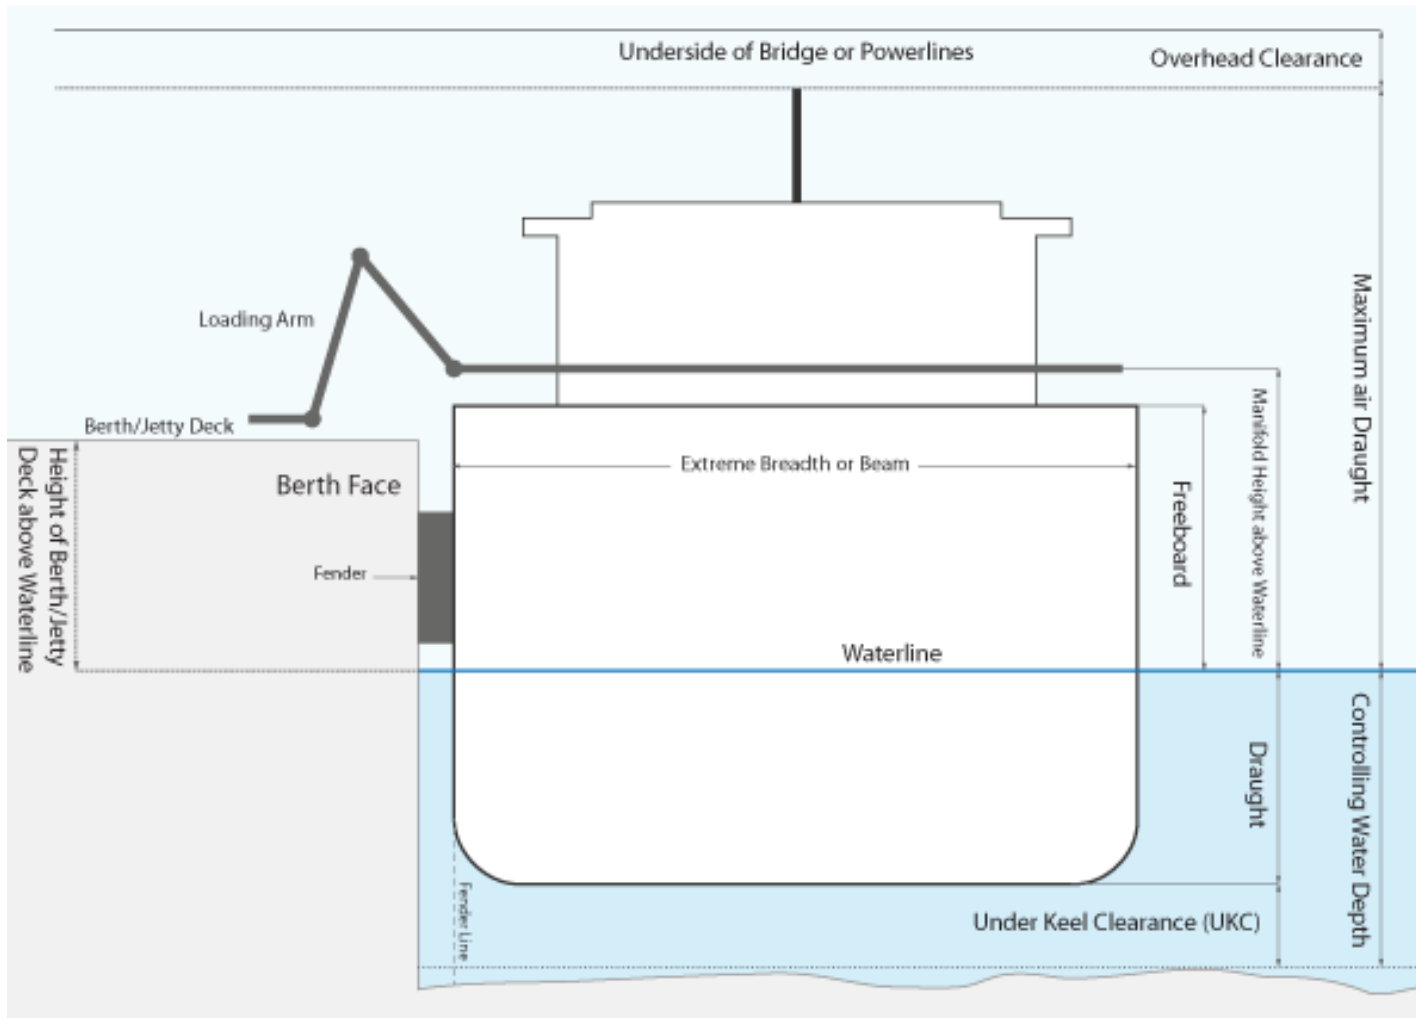 Underside of Bridge or Powerlines
Overhead Clearance
Maximum air Draught
Loading Arm
Berth/Jetty Deck
Manifold Height above Waterline
Height of Berth/Jetty
Deck above Waterline
Berth Face
Extreme Breadth or Beam
Freeboard
Fender
Waterline
Controlling Water Depth
Draught
Fender Line
Under Keel Clearance (UKC)